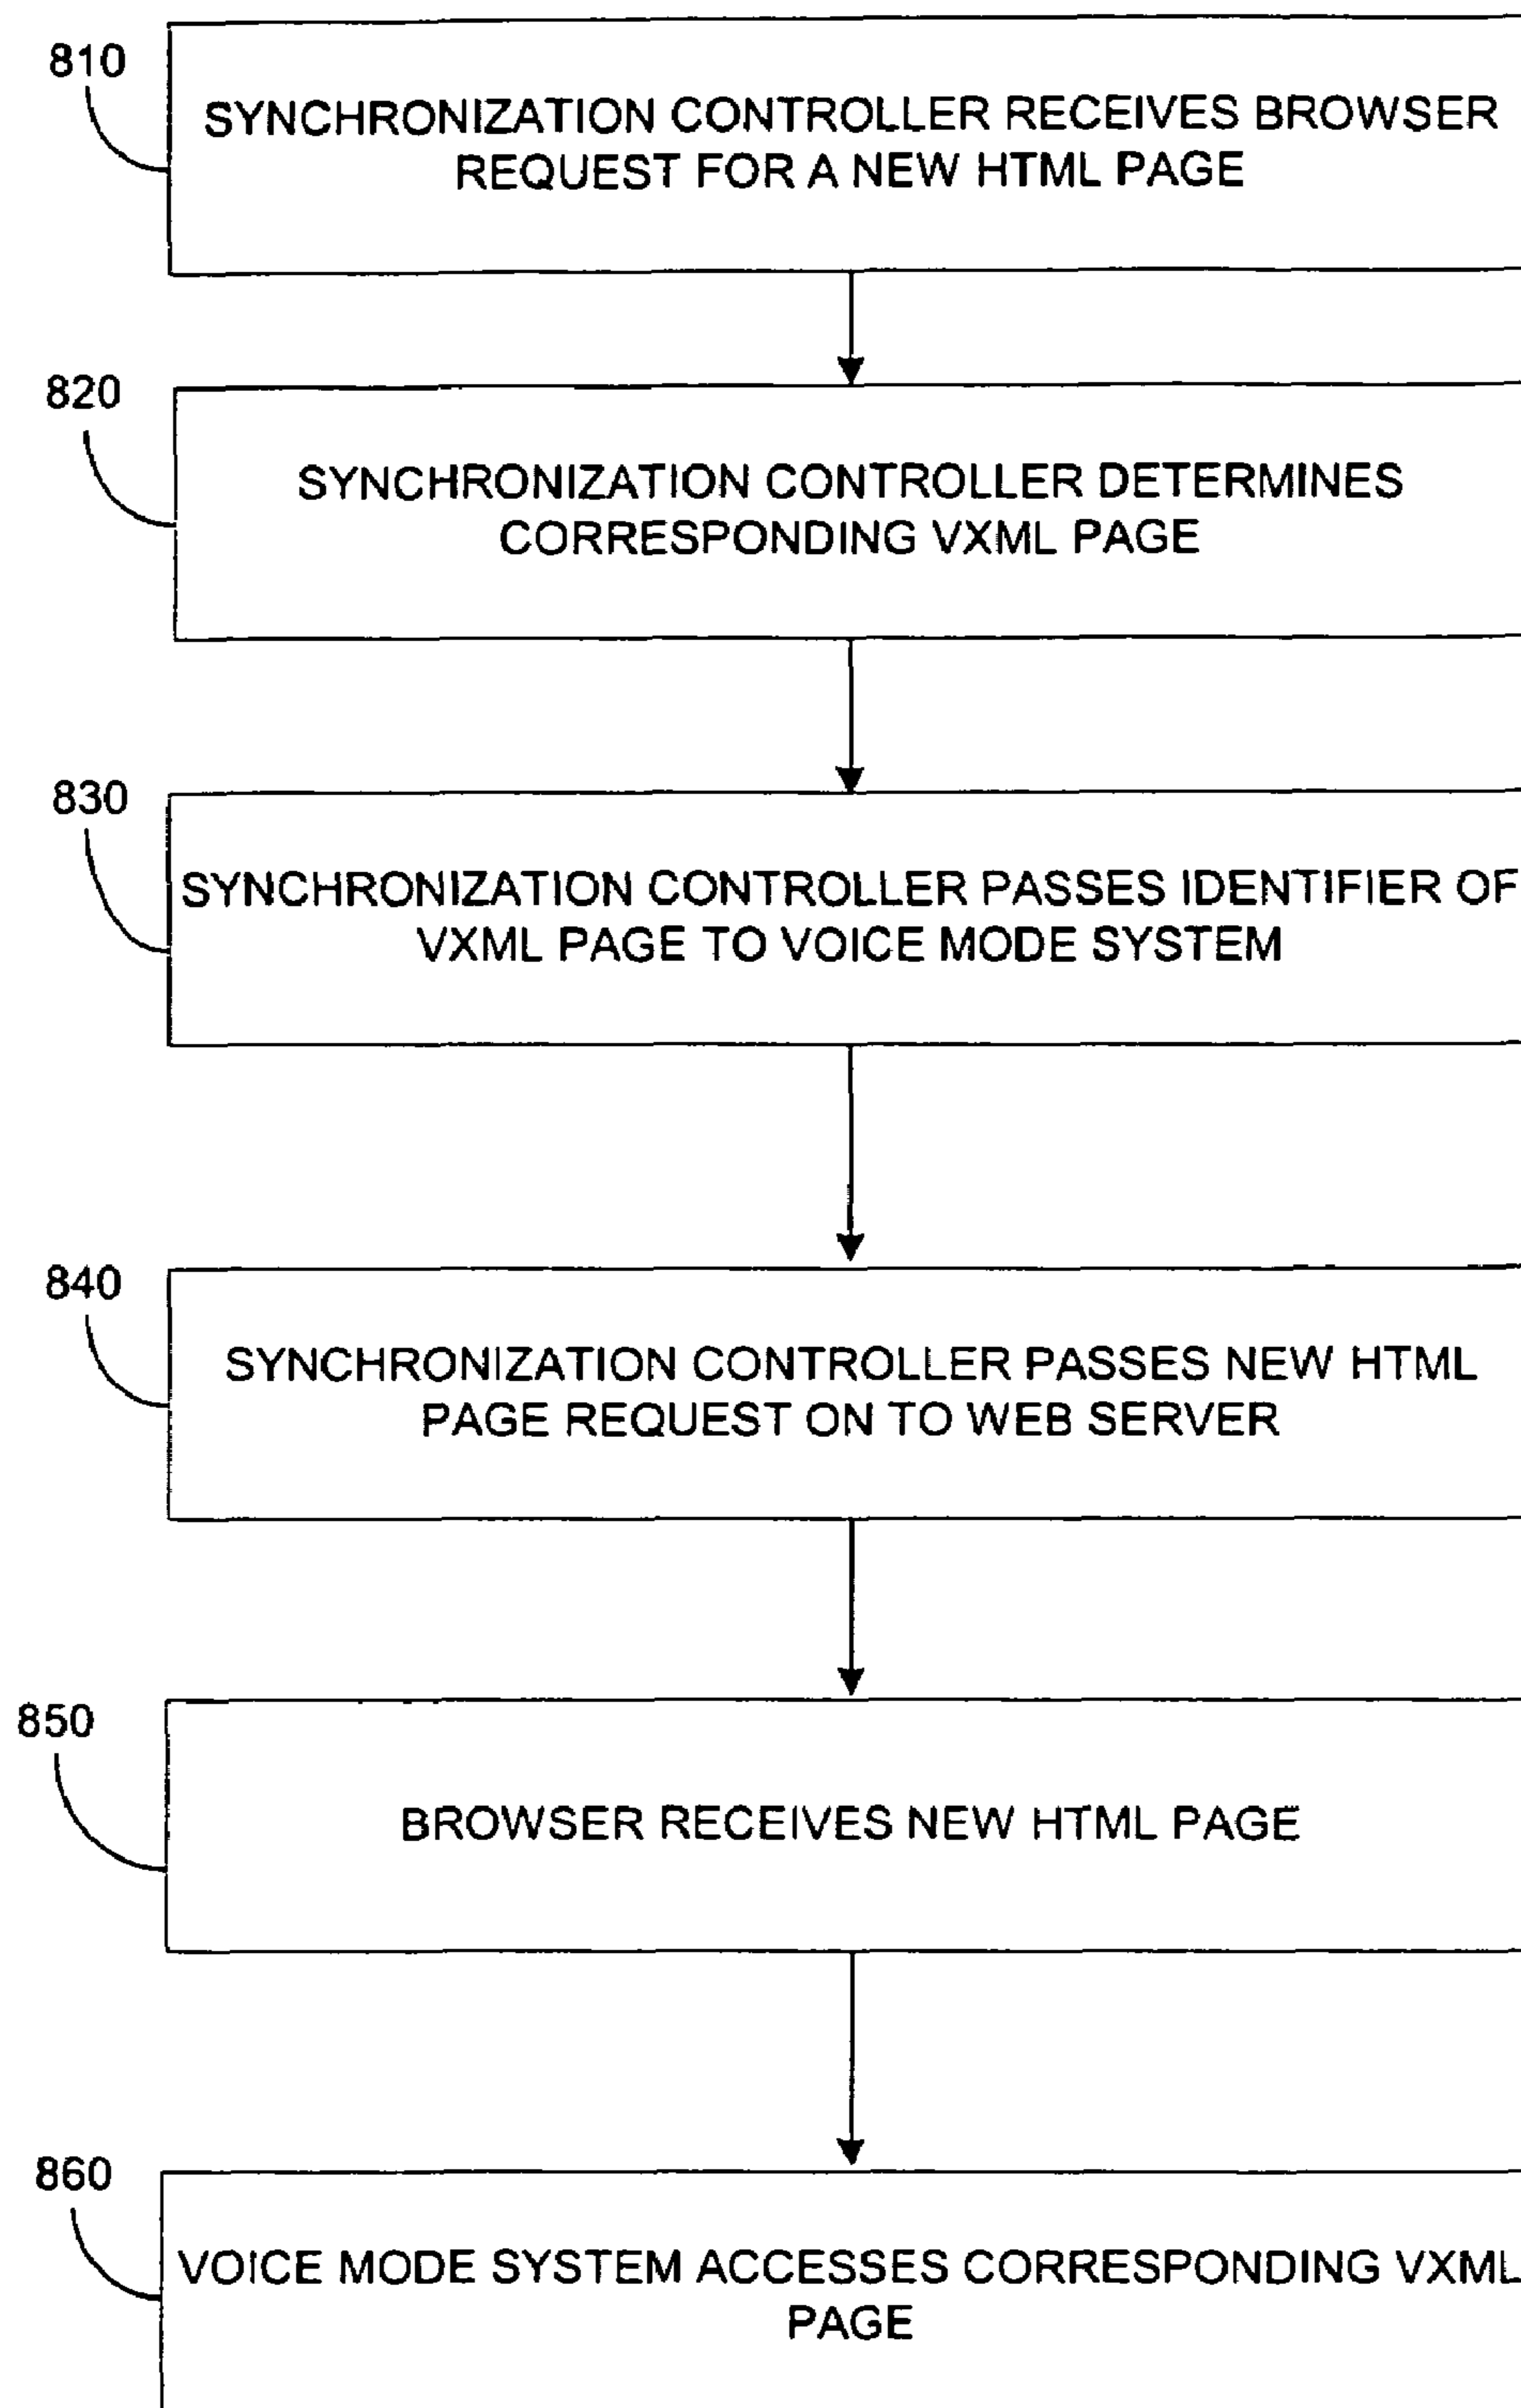 810
SYNCHRONIZATION CONTROLLER RECEIVES BROWSER
REQUEST FOR A NEW HTML PAGE
820
SYNCHRONIZATION CONTROLLER DETERMINES
CORRESPONDING VXML PAGE
830
SYNCHRONIZATION CONTROLLER PASSES IDENTIFIER OF
VXML PAGE TO VOICE MODE SYSTEM
840
SYNCHRONIZATION CONTROLLER PASSES NEW HTML
PAGE REQUEST ON TO WEB SERVER
850
BROWSER RECEIVES NEW HTML PAGE
860
VOICE MODE SYSTEM ACCESSES CORRESPONDING VXML
PAGE